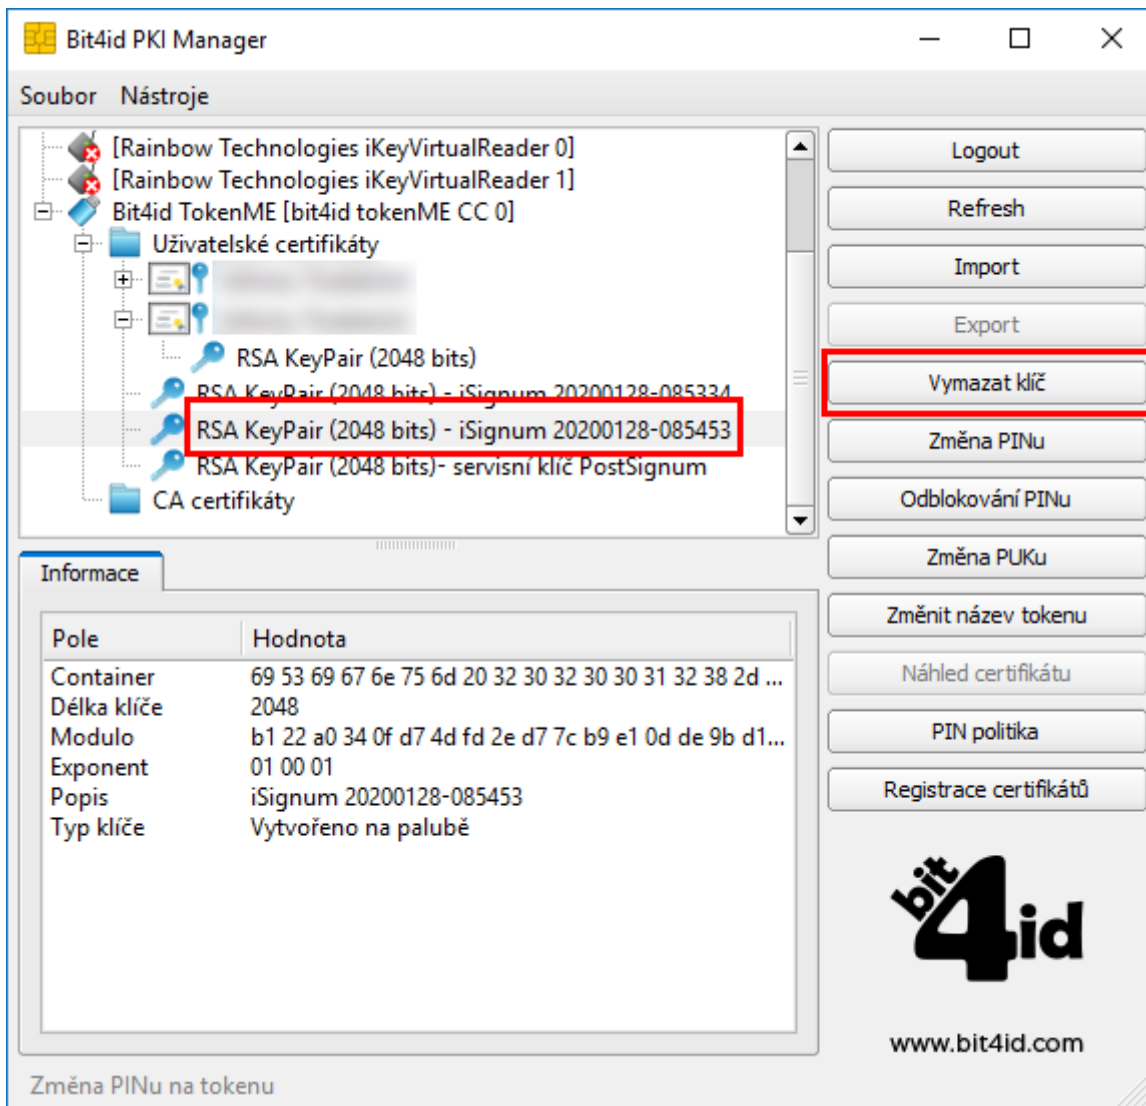 Bit4id PKI Manager
Soubor Nástroje
[Rainbow Technologies iKeyVirtualReader 0]
[Rainbow Technologies iKeyVirtualReader 1]
Bit4id TokenME [bit4id tokenME CC 0]
Uživatelské certifikáty
RSA KeyPair (2048 bits)
RSA KeyPair (2048 bits) - iSignum 20200128-085334
RSA KeyPair (2048 bits) - iSignum 20200128-085453
RSA KeyPair (2048 bits)- servisní klíč PostSignum
CA certifikáty
Logout
Refresh
Import
Export
Vymazat klíč
Změna PINu
Odblokování PINu
Změna PUKu
Změnit název tokenu
Náhled certifikátu
PIN politika
Registrace certifikátů
Informace
Pole Hodnota
Container 69 53 69 67 6e 75 6d 20 32 30 32 30 30 31 32 38 2d ...
Délka klíče 2048
Modulo b1 22 a0 34 0f d7 4d fd 2e d7 7c b9 e1 0d de 9b d1...
Exponent 01 00 01
Popis iSignum 20200128-085453
Typ klíče Vytvořeno na palubě
bit4id
www.bit4id.com
Změna PINu na tokenu